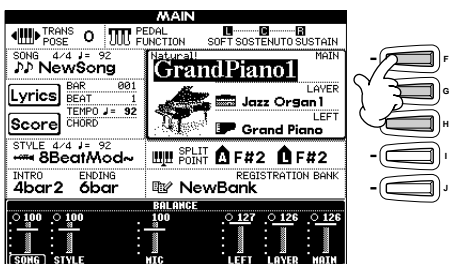 MAIN
TRANSPOSE 0
PEDAL FUNCTION
L C R
SOFT SOSTENUTO SUSTAIN
SONG 4/4 ♩= 92
NewSong
Natural! MAIN
GrandPiano1
Lyrics
BAR 001
BEAT 1
TEMPO ♩= 92
LAYER
Jazz Organ1
Score
CHORD
LEFT
Grand Piano
STYLE 4/4 ♩= 92
8BeatMod~
SPLIT POINT A F#2 L F#2
INTRO ENDING
4bar2 6bar
REGISTRATION BANK
NewBank
BALANCE
100 100 100 127 126 126
SONG STYLE MIC LEFT LAYER MAIN
F
G
H
I
J